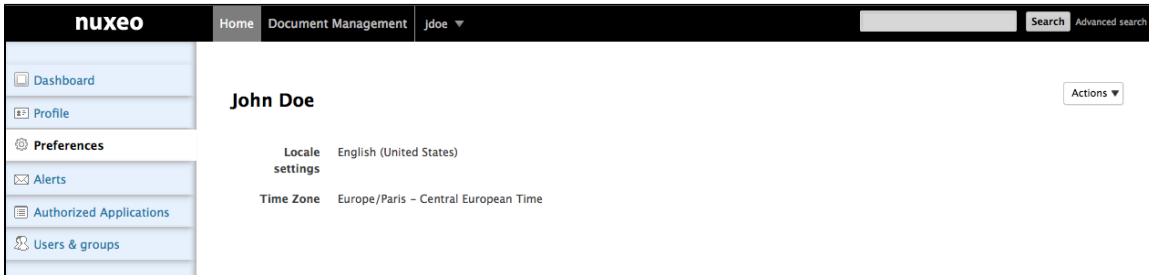 nuxeo Home Document Management jdoe Search Advanced search
Dashboard
Profile
Preferences
Alerts
Authorized Applications
Users & groups
John Doe
Actions
Locale settings English (United States)
Time Zone Europe/Paris – Central European Time